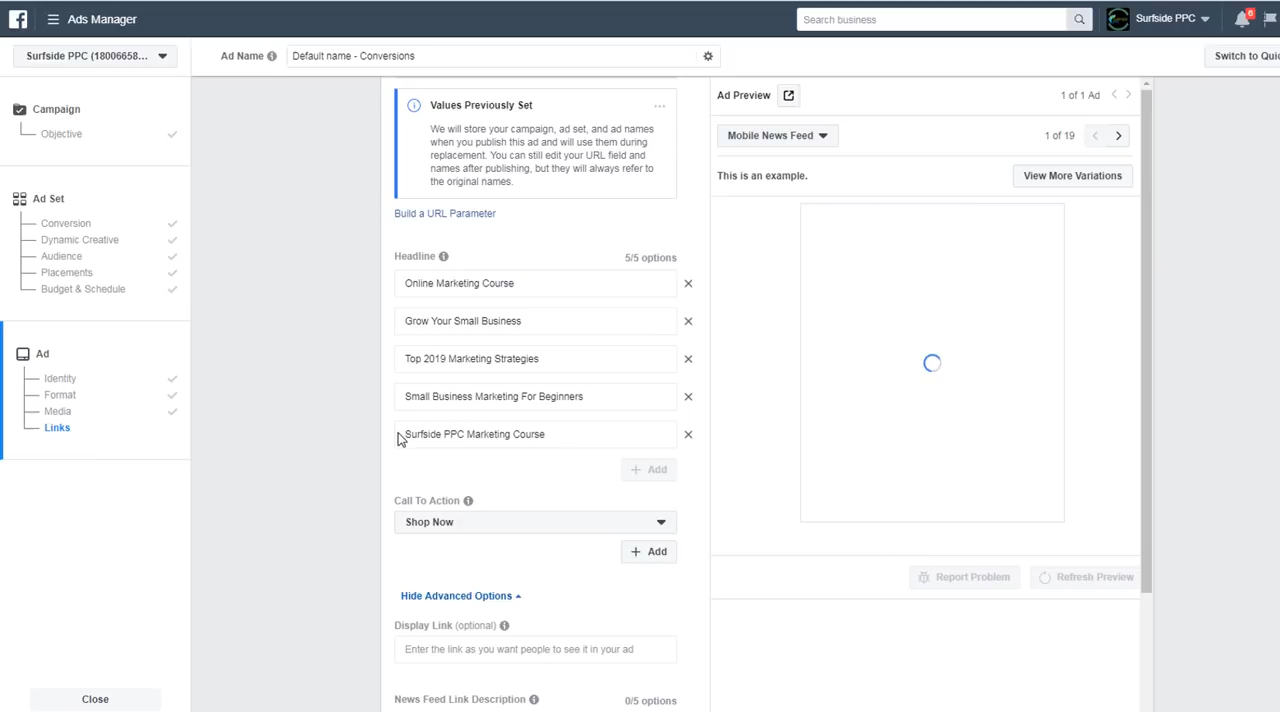 Ads Manager
Search business
Surfside PPC
6
Surfside PPC (18006658...
Ad Name
Default name - Conversions
Switch to Quic
Campaign
Objective
Ad Set
Conversion
Dynamic Creative
Audience
Placements
Budget & Schedule
Ad
Identity
Format
Media
Links
Close
Values Previously Set
We will store your campaign, ad set, and ad names
when you publish this ad and will use them during
replacement. You can still edit your URL field and
names after publishing, but they will always refer to
the original names.
Build a URL Parameter
Headline
5/5 options
Online Marketing Course
Grow Your Small Business
Top 2019 Marketing Strategies
Small Business Marketing For Beginners
Surfside PPC Marketing Course
+ Add
Call To Action
Shop Now
+ Add
Hide Advanced Options
Display Link (optional)
Enter the link as you want people to see it in your ad
News Feed Link Description
0/5 options
Ad Preview
1 of 1 Ad
Mobile News Feed
1 of 19
This is an example.
View More Variations
Report Problem
Refresh Preview